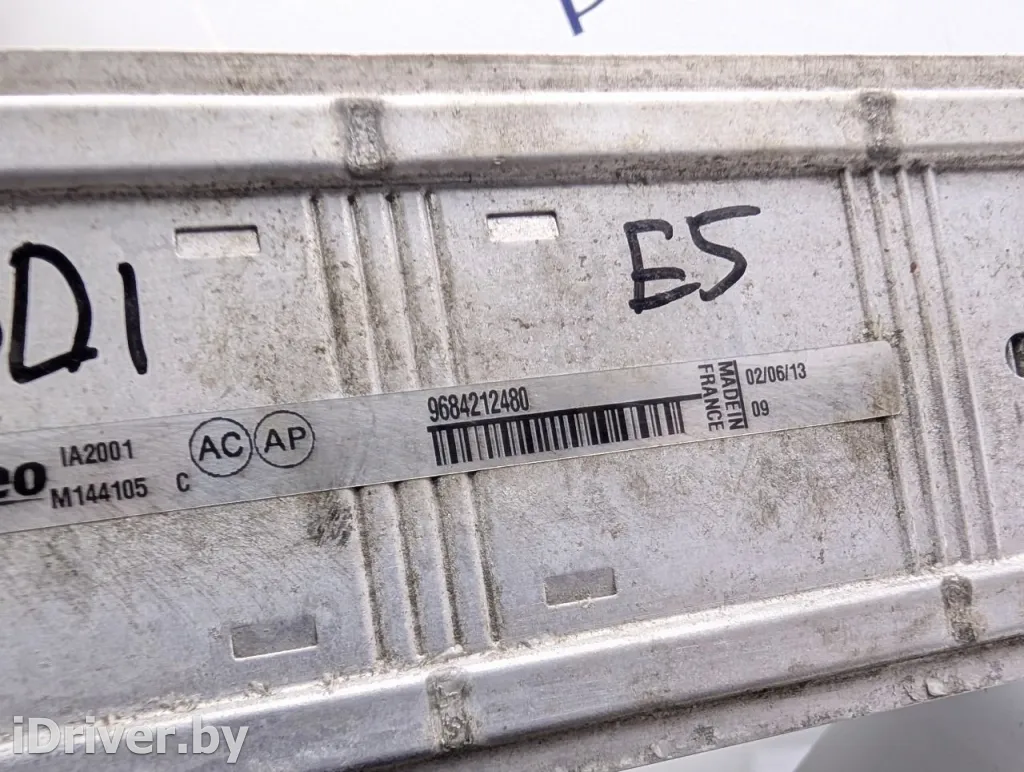 DI
E5
9684212480
MADE IN
FRANCE
02/06/13
09
IA2001
M144105 C
AC AP
eo
iDriver.by